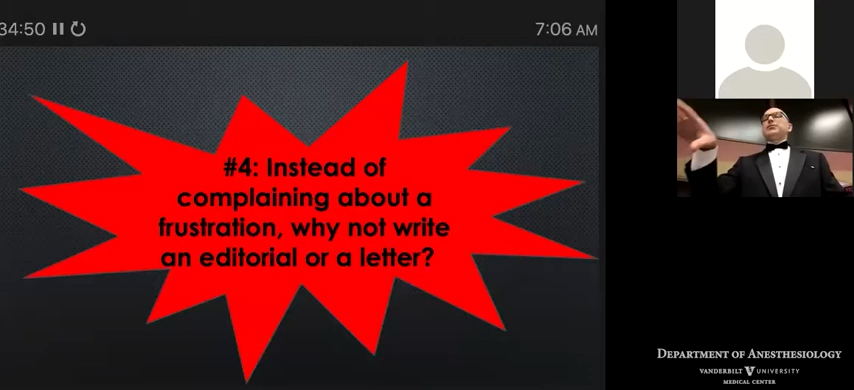 34:50
7:06 AM
#4: Instead of
complaining about a
frustration, why not write
an editorial or a letter?
DEPARTMENT OF ANESTHESIOLOGY
VANDERBILT UNIVERSITY
MEDICAL CENTER